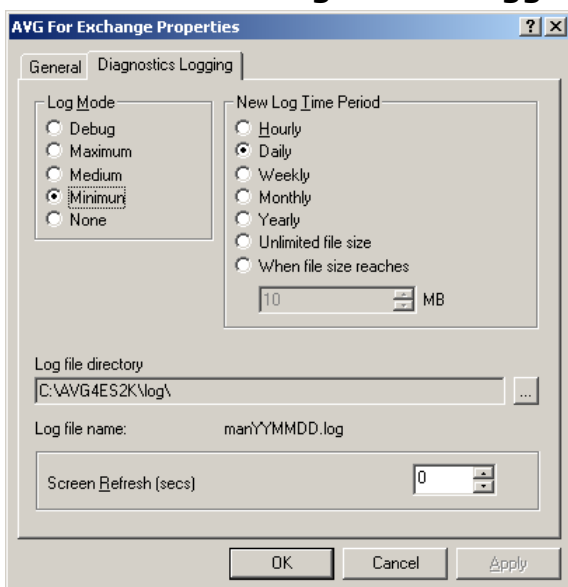 AVG For Exchange Properties
General Diagnostics Logging
Log Mode
Debug
Maximum
Medium
Minimun
None
New Log Time Period
Hourly
Daily
Weekly
Monthly
Yearly
Unlimited file size
When file size reaches
10 MB
Log file directory
C:\AVG4ES2K\log\
...
Log file name: manYYMMDD.log
Screen Refresh (secs) 0
OK Cancel Apply